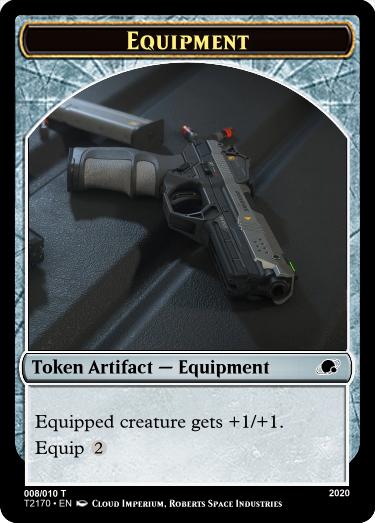 Equipment
Token Artifact — Equipment
Equipped creature gets +1/+1.
Equip 2
008/010 T
2020
T2170 • EN Cloud Imperium, Roberts Space Industries